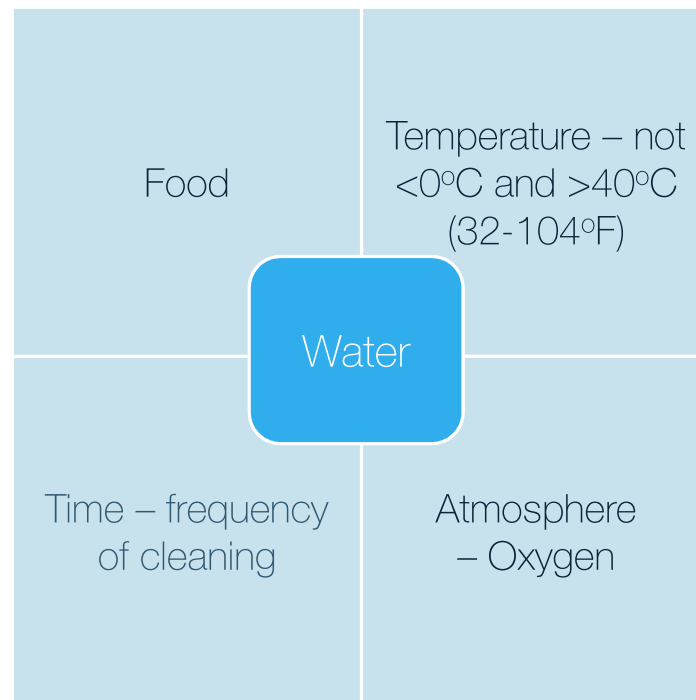 Food
Temperature – not
<0ºC and >40ºC
(32-104ºF)
Water
Time – frequency
of cleaning
Atmosphere
– Oxygen